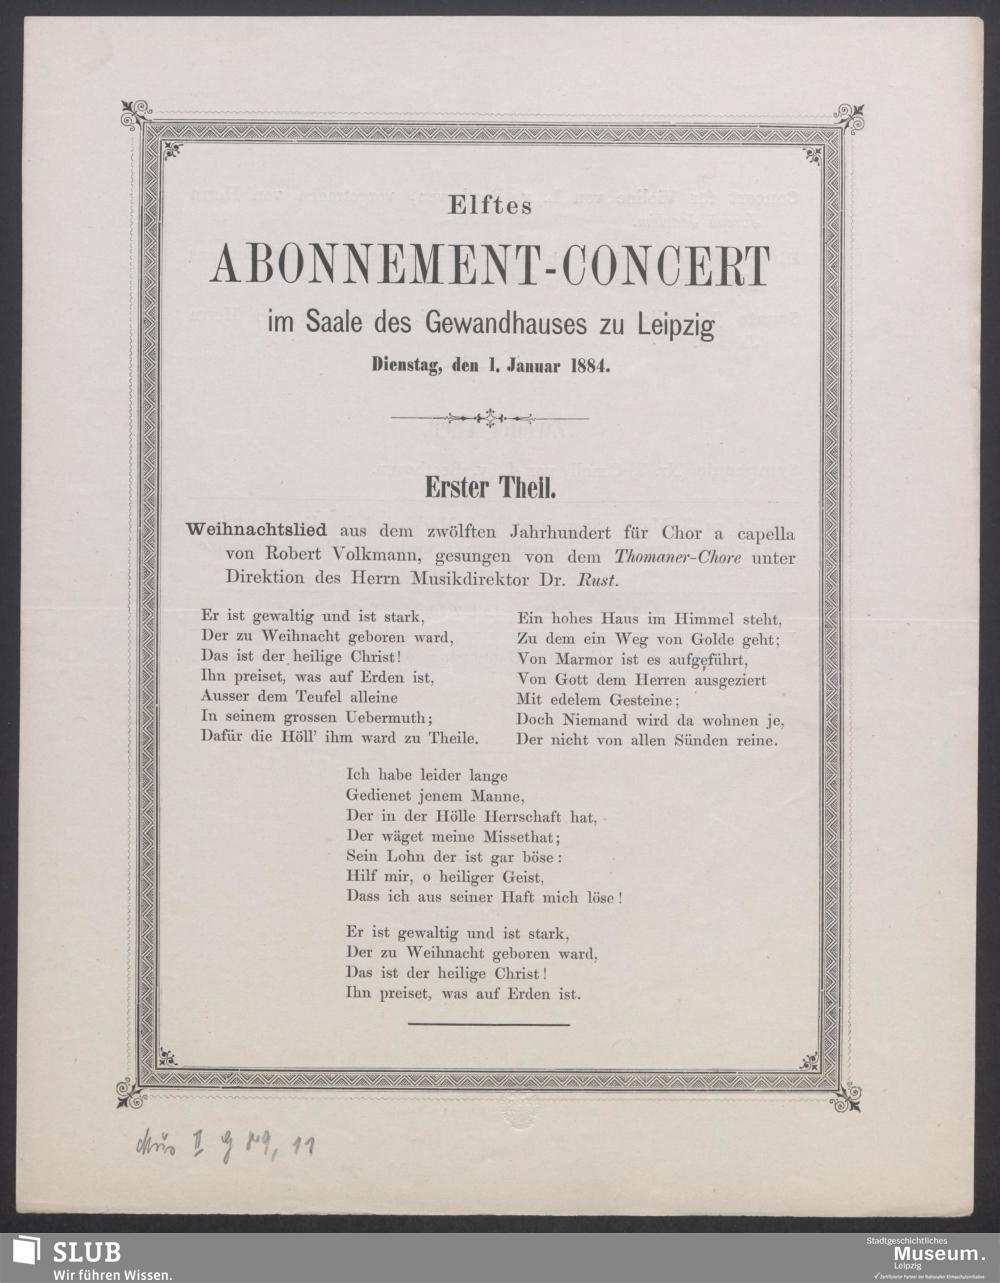 Elftes
ABONNEMENT-CONCERT
im Saale des Gewandhauses zu Leipzig
Dienstag, den 1. Januar 1884.
Erster Theil.
Weihnachtslied aus dem zwölften Jahrhundert für Chor a capella
von Robert Volkmann, gesungen von dem Thomaner-Chore unter
Direktion des Herrn Musikdirektor Dr. Rust.
Er ist gewaltig und ist stark,
Der zu Weihnacht geboren ward,
Das ist der heilige Christ!
Ihn preiset, was auf Erden ist,
Ausser dem Teufel alleine
In seinem grossen Uebermuth;
Dafür die Höll' ihm ward zu Theile.
Ein hohes Haus im Himmel steht,
Zu dem ein Weg von Golde geht;
Von Marmor ist es aufgeführt,
Von Gott dem Herren ausgeziert
Mit edelem Gesteine;
Doch Niemand wird da wohnen je,
Der nicht von allen Sünden reine.
Ich habe leider lange
Gedienet jenem Manne,
Der in der Hölle Herrschaft hat,
Der wäget meine Missethat;
Sein Lohn der ist gar böse:
Hilf mir, o heiliger Geist,
Dass ich aus seiner Haft mich löse!
Er ist gewaltig und ist stark,
Der zu Weihnacht geboren ward,
Das ist der heilige Christ!
Ihn preiset, was auf Erden ist.
Mus II g 89, 11
SLUB
Wir führen Wissen.
Stadtgeschichtliches
Museum.
Leipzig
Zertifizierter Partner der Nationalen Klimaschutzinitiative